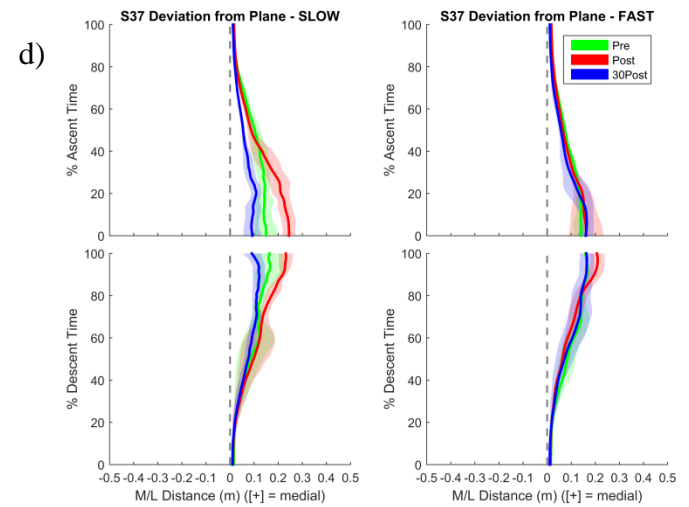 d)
S37 Deviation from Plane - SLOW
S37 Deviation from Plane - FAST
100
80
60
40
20
0
% Ascent Time
100
80
60
40
20
0
% Ascent Time
Pre
Post
30Post
100
80
60
40
20
0
% Descent Time
-0.5 -0.4 -0.3 -0.2 -0.1 0 0.1 0.2 0.3 0.4 0.5
M/L Distance (m) ([+] = medial)
100
80
60
40
20
0
% Descent Time
-0.5 -0.4 -0.3 -0.2 -0.1 0 0.1 0.2 0.3 0.4 0.5
M/L Distance (m) ([+] = medial)